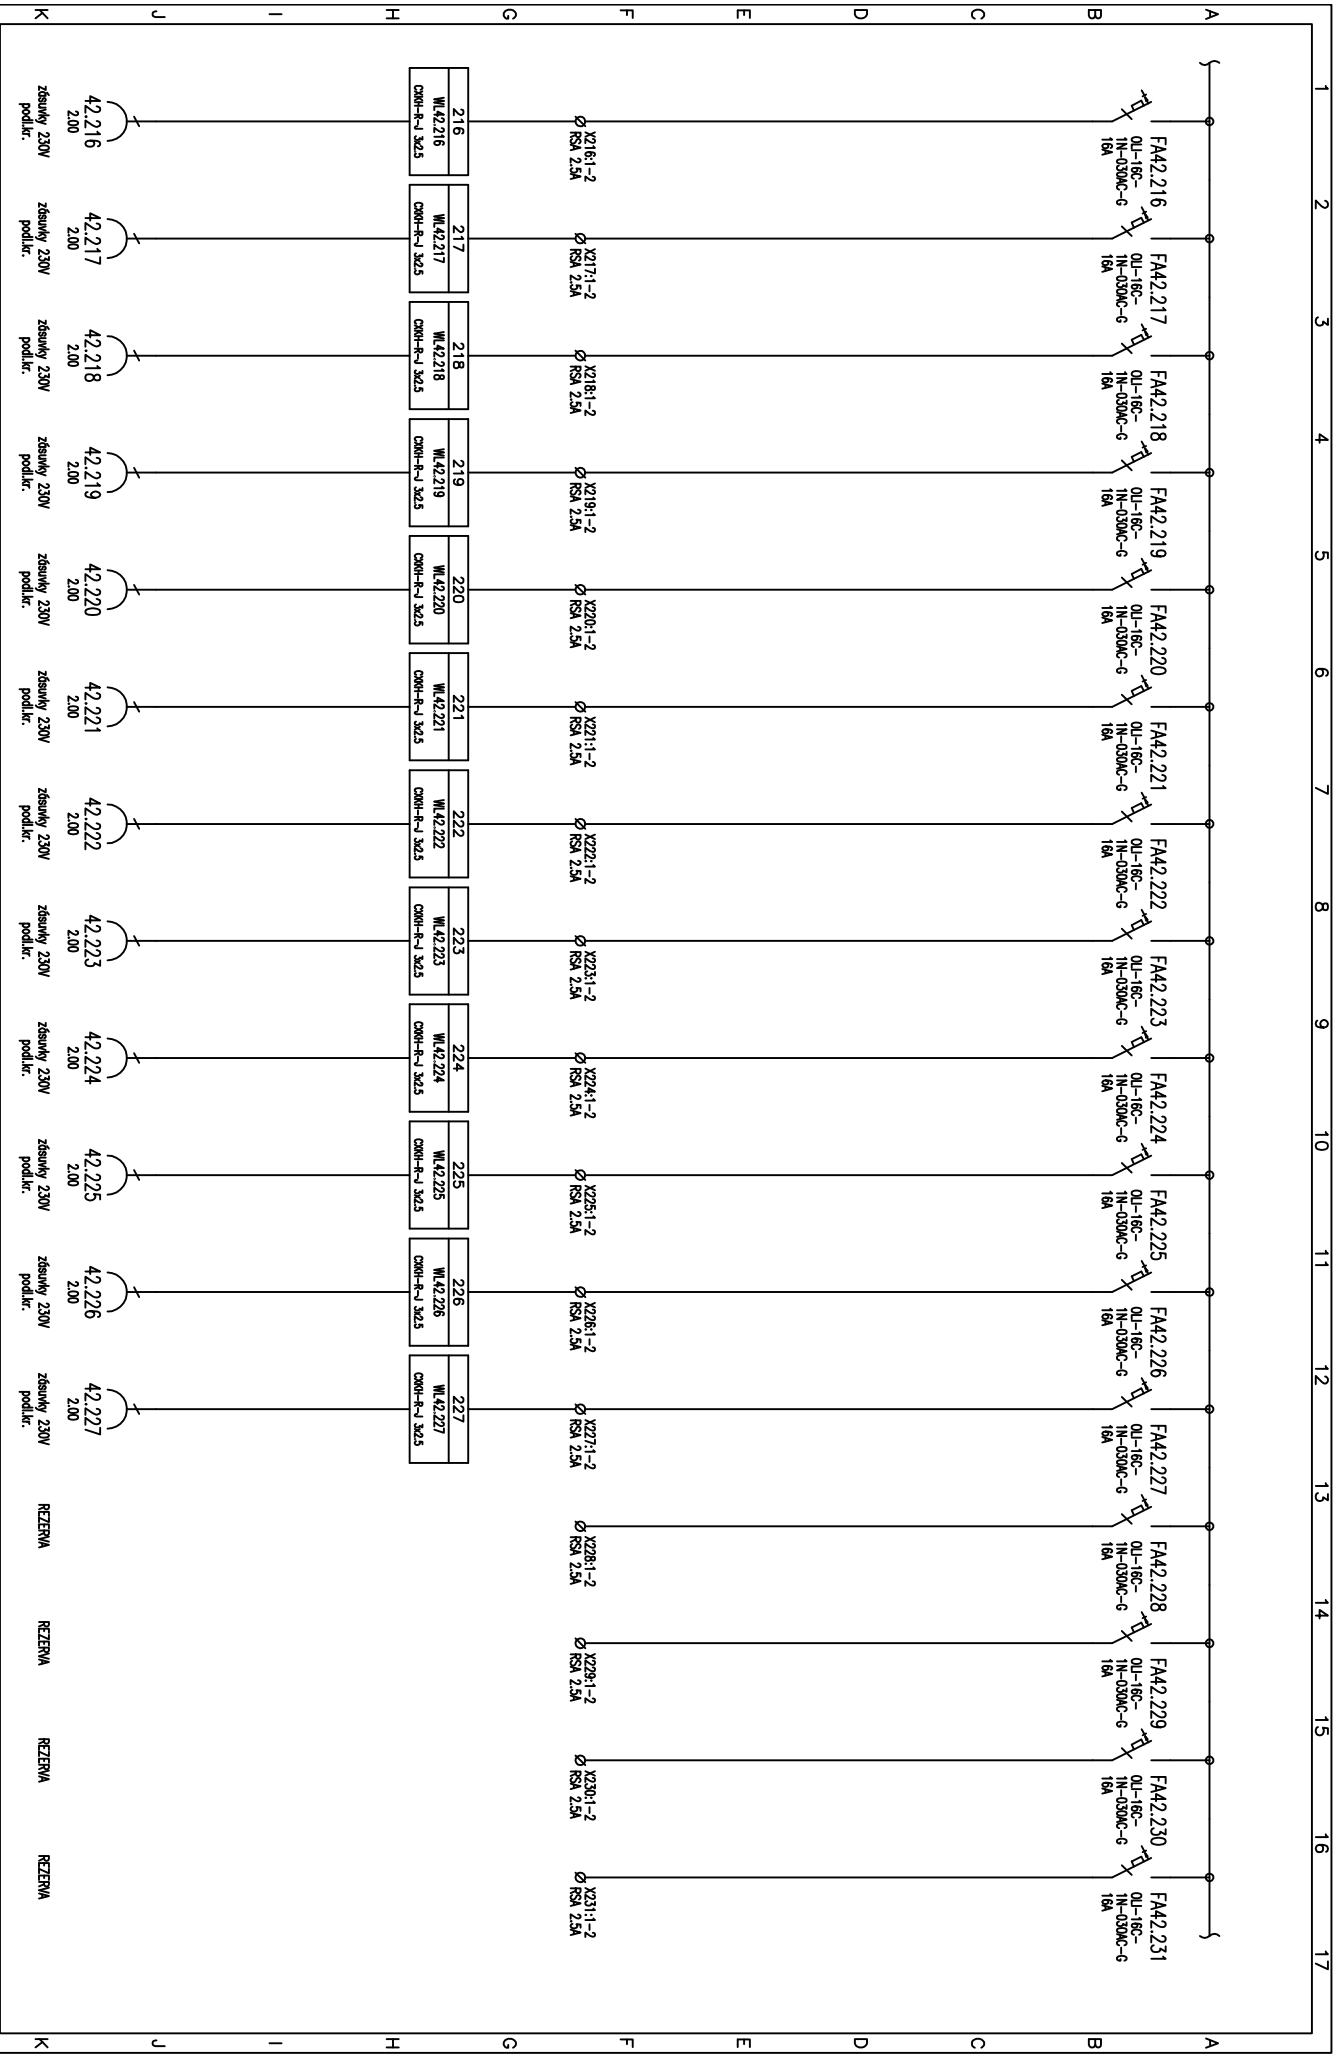 1 2 3 4 5 6 7 8 9 10 11 12 13 14 15 16 17
A A
B B
C C
D D
E E
F F
G G
H H
I I
J J
K K
FA42.216
OLI-16C-
1N-030AC-G
16A
X216:1-2
RSA 2.5A
216
WL42.216
CXKH-R-J 3x2.5
42.216
2.00
zásuvky 230V
podl.kr.
FA42.217
OLI-16C-
1N-030AC-G
16A
X217:1-2
RSA 2.5A
217
WL42.217
CXKH-R-J 3x2.5
42.217
2.00
zásuvky 230V
podl.kr.
FA42.218
OLI-16C-
1N-030AC-G
16A
X218:1-2
RSA 2.5A
218
WL42.218
CXKH-R-J 3x2.5
42.218
2.00
zásuvky 230V
podl.kr.
FA42.219
OLI-16C-
1N-030AC-G
16A
X219:1-2
RSA 2.5A
219
WL42.219
CXKH-R-J 3x2.5
42.219
2.00
zásuvky 230V
podl.kr.
FA42.220
OLI-16C-
1N-030AC-G
16A
X220:1-2
RSA 2.5A
220
WL42.220
CXKH-R-J 3x2.5
42.220
2.00
zásuvky 230V
podl.kr.
FA42.221
OLI-16C-
1N-030AC-G
16A
X221:1-2
RSA 2.5A
221
WL42.221
CXKH-R-J 3x2.5
42.221
2.00
zásuvky 230V
podl.kr.
FA42.222
OLI-16C-
1N-030AC-G
16A
X222:1-2
RSA 2.5A
222
WL42.222
CXKH-R-J 3x2.5
42.222
2.00
zásuvky 230V
podl.kr.
FA42.223
OLI-16C-
1N-030AC-G
16A
X223:1-2
RSA 2.5A
223
WL42.223
CXKH-R-J 3x2.5
42.223
2.00
zásuvky 230V
podl.kr.
FA42.224
OLI-16C-
1N-030AC-G
16A
X224:1-2
RSA 2.5A
224
WL42.224
CXKH-R-J 3x2.5
42.224
2.00
zásuvky 230V
podl.kr.
FA42.225
OLI-16C-
1N-030AC-G
16A
X225:1-2
RSA 2.5A
225
WL42.225
CXKH-R-J 3x2.5
42.225
2.00
zásuvky 230V
podl.kr.
FA42.226
OLI-16C-
1N-030AC-G
16A
X226:1-2
RSA 2.5A
226
WL42.226
CXKH-R-J 3x2.5
42.226
2.00
zásuvky 230V
podl.kr.
FA42.227
OLI-16C-
1N-030AC-G
16A
X227:1-2
RSA 2.5A
227
WL42.227
CXKH-R-J 3x2.5
42.227
2.00
zásuvky 230V
podl.kr.
FA42.228
OLI-16C-
1N-030AC-G
16A
X228:1-2
RSA 2.5A
REZERVA
FA42.229
OLI-16C-
1N-030AC-G
16A
X229:1-2
RSA 2.5A
REZERVA
FA42.230
OLI-16C-
1N-030AC-G
16A
X230:1-2
RSA 2.5A
REZERVA
FA42.231
OLI-16C-
1N-030AC-G
16A
X231:1-2
RSA 2.5A
REZERVA